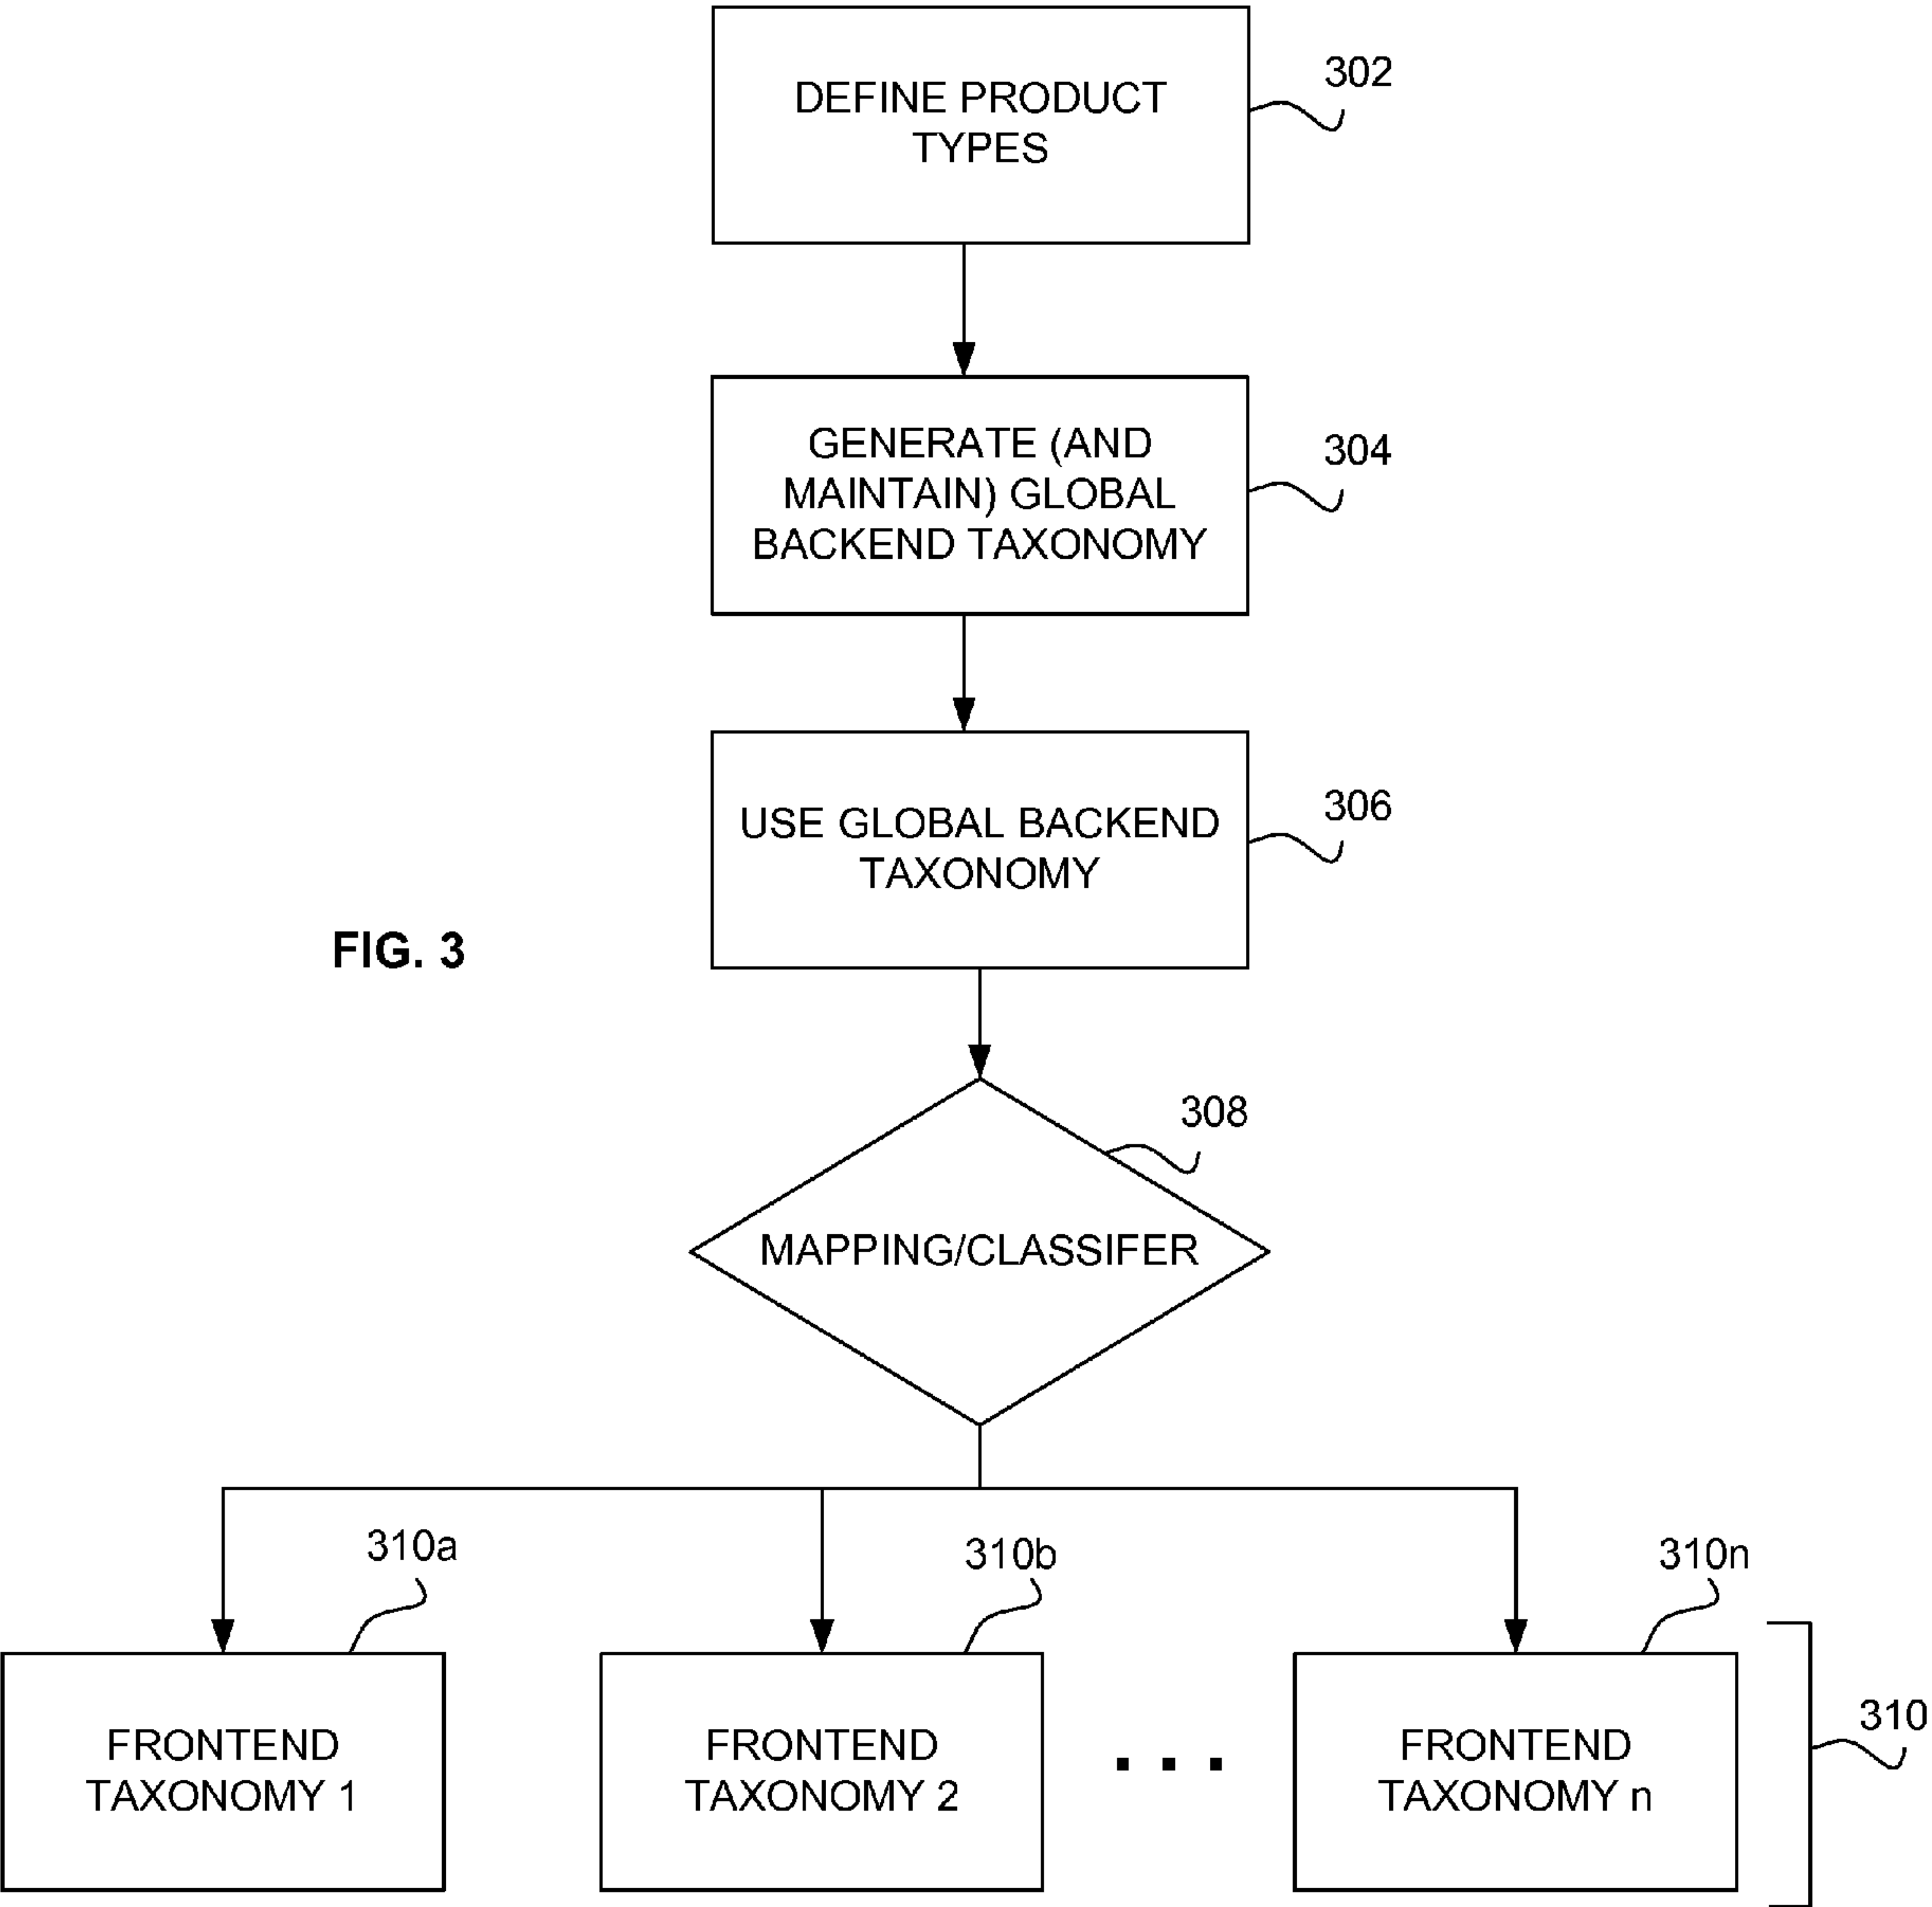 DEFINE PRODUCT
TYPES
302
GENERATE (AND
MAINTAIN) GLOBAL
BACKEND TAXONOMY
304
USE GLOBAL BACKEND
TAXONOMY
306
FIG. 3
308
MAPPING/CLASSIFER
310a
310b
310n
FRONTEND
TAXONOMY 1
FRONTEND
TAXONOMY 2
. . .
FRONTEND
TAXONOMY n
310